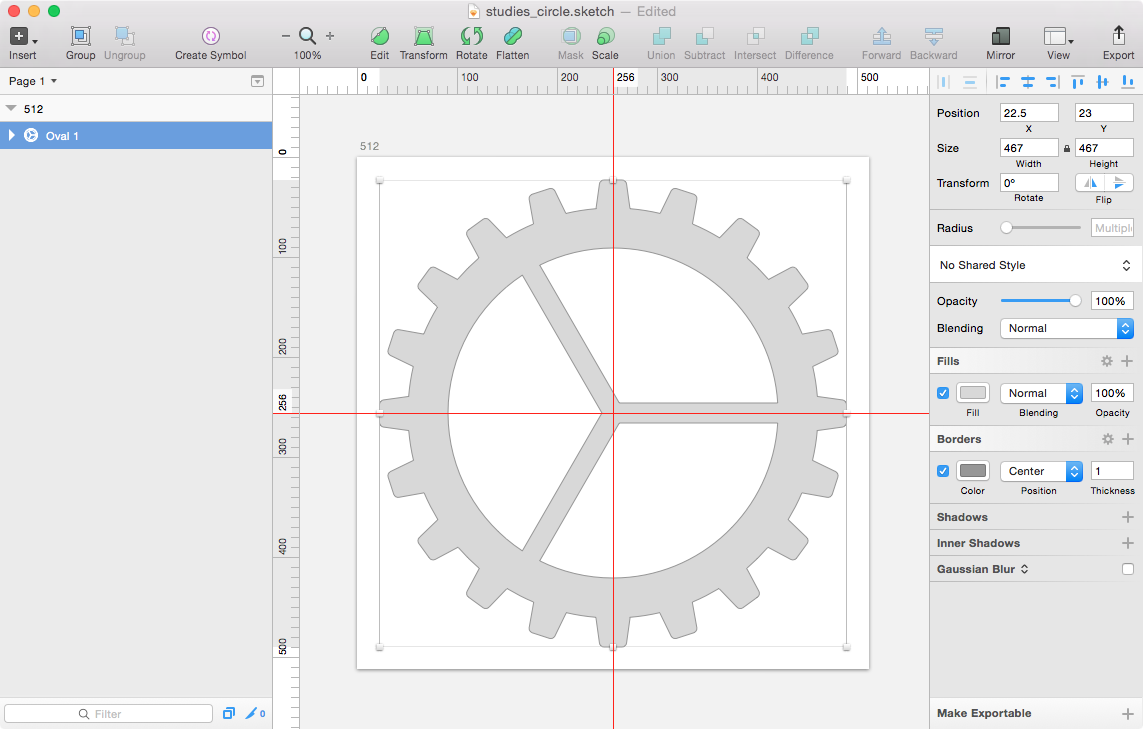 studies_circle.sketch — Edited
Insert Group Ungroup Create Symbol 100% Edit Transform Rotate Flatten Mask Scale Union Subtract Intersect Difference Forward Backward Mirror View Export
Page 1
0 100 200 256 300 400 500
512
Oval 1
0
100
200
256
300
400
500
512
Position 22.5 23
X Y
Size 467 467
Width Height
Transform 0°
Rotate Flip
Radius Multipl
No Shared Style
Opacity 100%
Blending Normal
Fills
Normal 100%
Fill Blending Opacity
Borders
Center 1
Color Position Thickness
Shadows
Inner Shadows
Gaussian Blur
Filter 0
Make Exportable